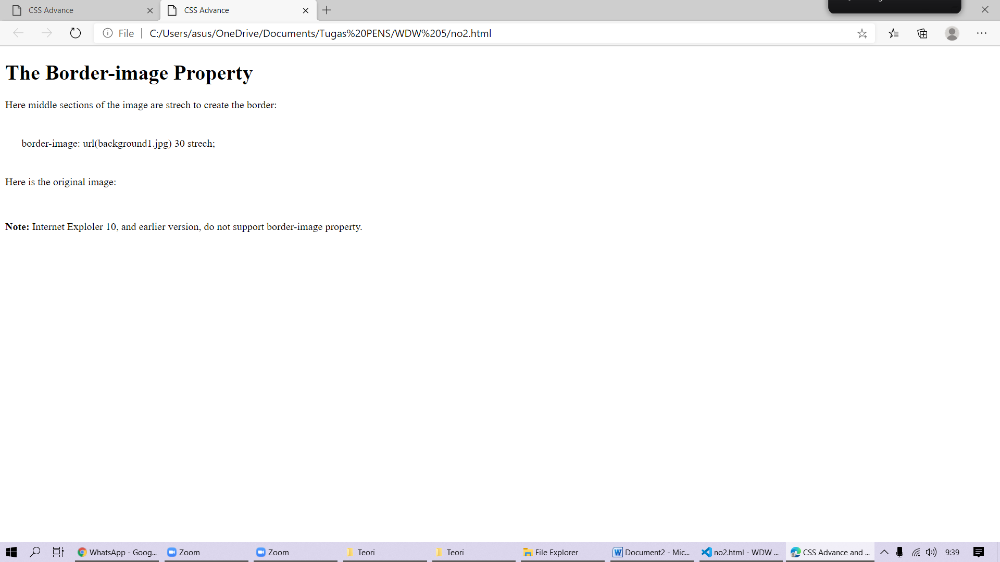 CSS Advance
CSS Advance
File | C:/Users/asus/OneDrive/Documents/Tugas%20PENS/WDW%205/no2.html
The Border-image Property
Here middle sections of the image are strech to create the border:
border-image: url(background1.jpg) 30 strech;
Here is the original image:
Note: Internet Exploler 10, and earlier version, do not support border-image property.
WhatsApp - Goog... Zoom Zoom Teori Teori File Explorer Document2 - Mic... no2.html - WDW ... CSS Advance and ... 9:39